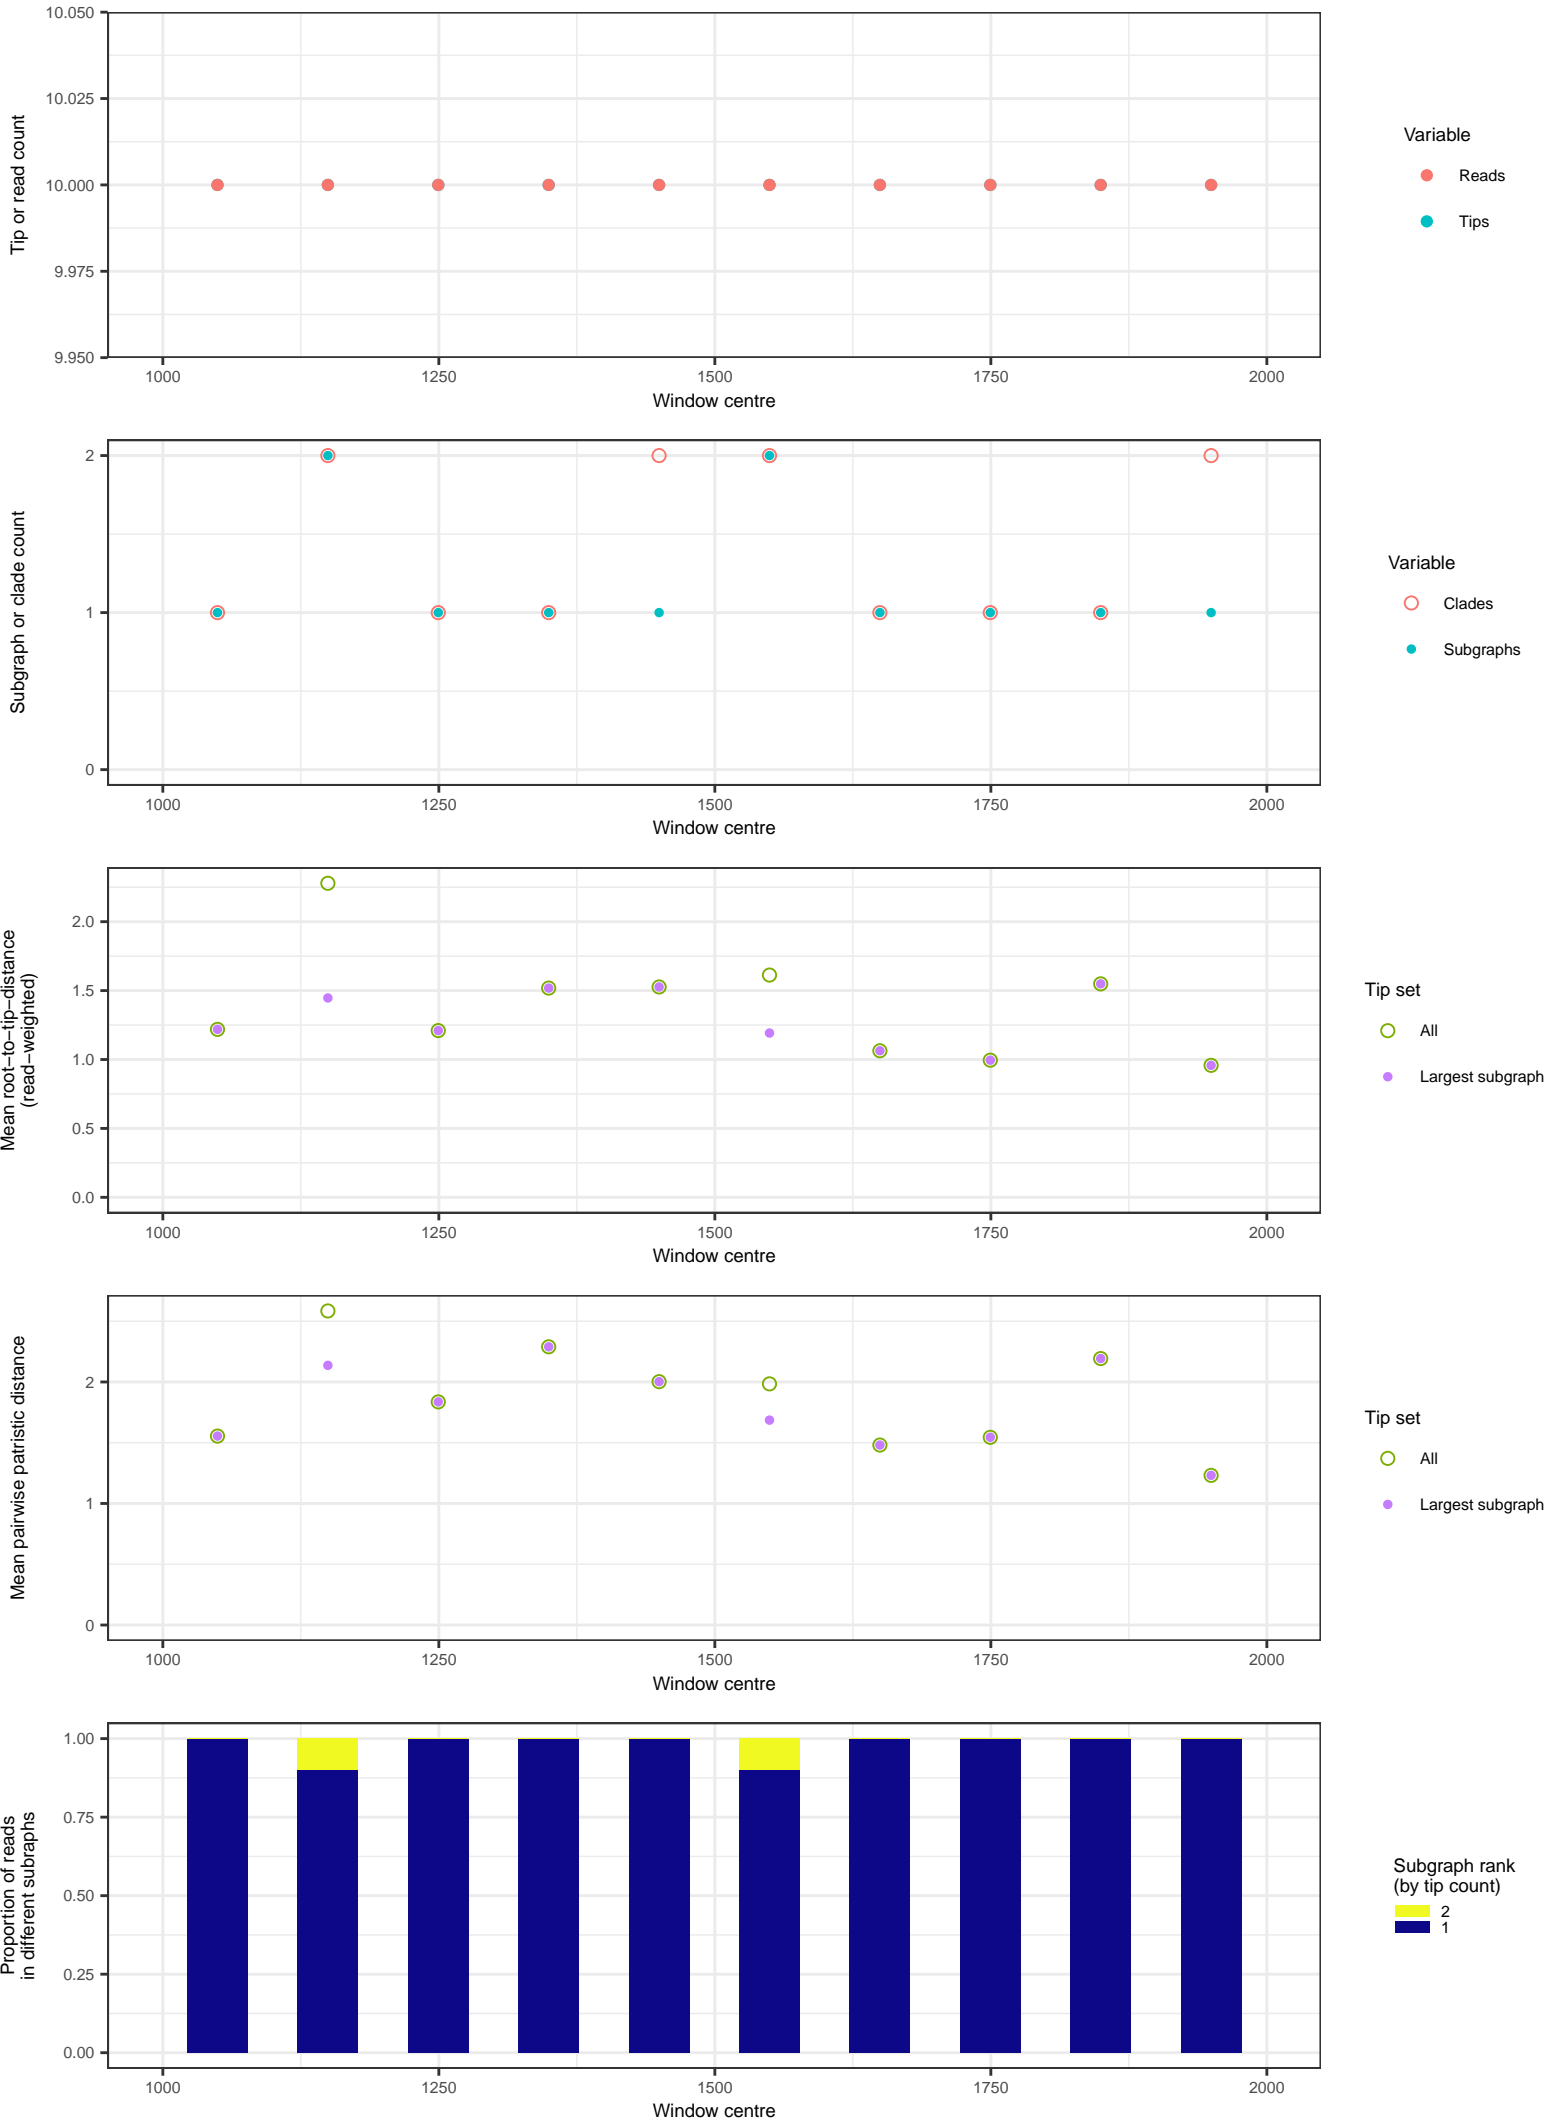 10.050
10.025
10.000
9.975
9.950
Tip or read count
1000 1250 1500 1750 2000
Window centre
Variable
Reads
Tips
2
1
0
Subgraph or clade count
1000 1250 1500 1750 2000
Window centre
Variable
Clades
Subgraphs
2.0
1.5
1.0
0.5
0.0
Mean root−to−tip−distance
(read−weighted)
1000 1250 1500 1750 2000
Window centre
Tip set
All
Largest subgraph
2
1
0
Mean pairwise patristic distance
1000 1250 1500 1750 2000
Window centre
Tip set
All
Largest subgraph
1.00
0.75
0.50
0.25
0.00
Proportion of reads
in different subraphs
1000 1250 1500 1750 2000
Window centre
Subgraph rank
(by tip count)
2
1